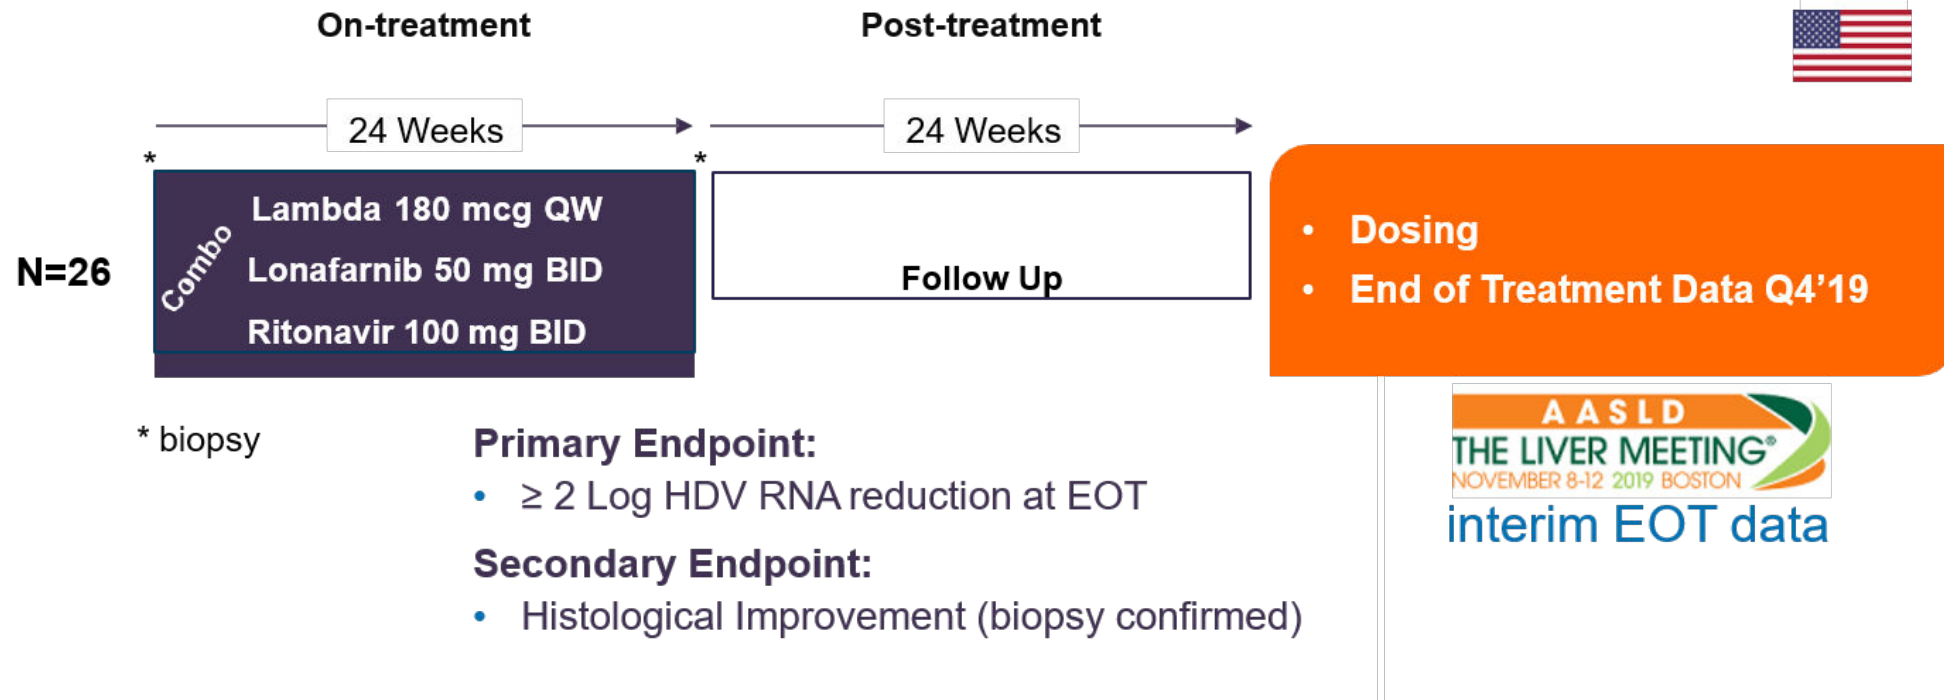 On-treatment
Post-treatment
24 Weeks
24 Weeks
*
*
N=26
Combo
Lambda 180 mcg QW
Lonafarnib 50 mg BID
Ritonavir 100 mg BID
Follow Up
• Dosing
• End of Treatment Data Q4’19
* biopsy
Primary Endpoint:
• ≥ 2 Log HDV RNA reduction at EOT
Secondary Endpoint:
• Histological Improvement (biopsy confirmed)
AASLD
THE LIVER MEETING®
NOVEMBER 8-12 2019 BOSTON
interim EOT data